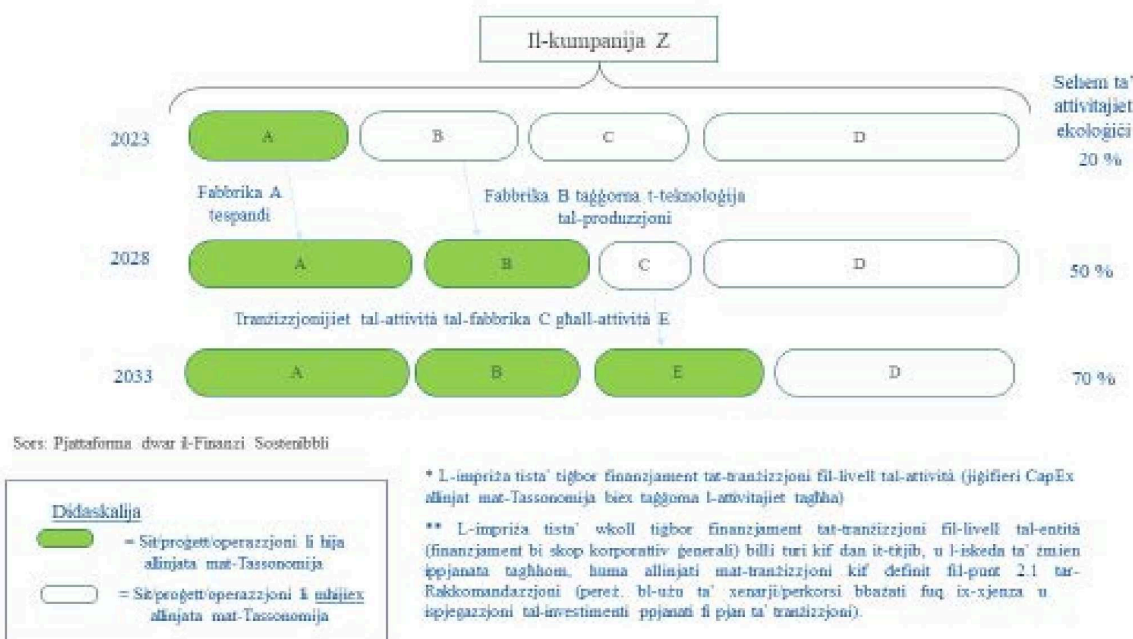 Il-kumpanija Z
Sehem ta'
attivitajiet
ekoloġiċi
20 %
2023
A
B
C
D
Fabbrika A
tespandi
Fabbrika B taġġorna t-teknoloġija
tal-produzzjoni
2028
A
B
C
D
50 %
Tranżizzjonijiet tal-attività tal-fabbrika C għall-attività E
2033
A
B
E
D
70 %
Sors: Pjattaforma dwar il-Finanzi Sostenibbli
Didaskalija
= Sit/proġett/operazzjoni li hija
allinjata mat-Tassonomija
= Sit/proġett/operazzjoni li mhijiex
allinjata mat-Tassonomija
* L-impriża tista' tiġbor finanzjament tat-tranżizzjoni fil-livell tal-attività (jiġifieri CapEx
allinjat mat-Tassonomija biex taġġorna l-attivitajiet tagħha)
** L-impriża tista' wkoll tiġbor finanzjament tat-tranżizzjoni fil-livell tal-entità
(finanzjament bi skop korporattiv ġenerali) billi turi kif dan it-titjib, u l-iskeda ta' żmien
ippjanata tagħhom, huma allinjati mat-tranżizzjoni kif definit fil-punt 2.1 tar-
Rakkomandazzjoni (pereż. bl-użu ta' xenarji/perkorsi bbażati fuq ix-xjenza u
ispjegazzjoni tal-investimenti ppjanati fi pjan ta' tranżizzjoni).